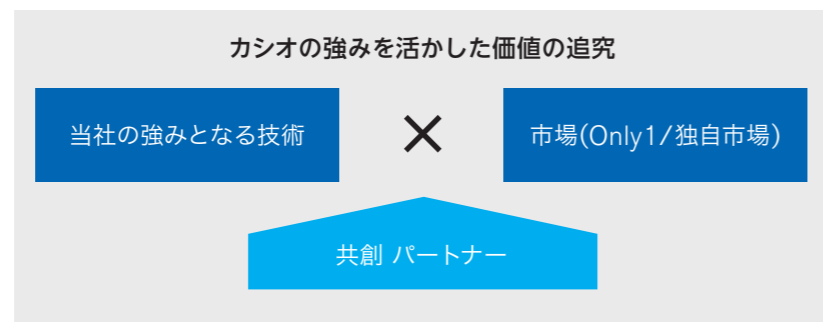 カシオの強みを活かした価値の追究
当社の強みとなる技術
×
市場(Only1/独自市場)
共創 パートナー